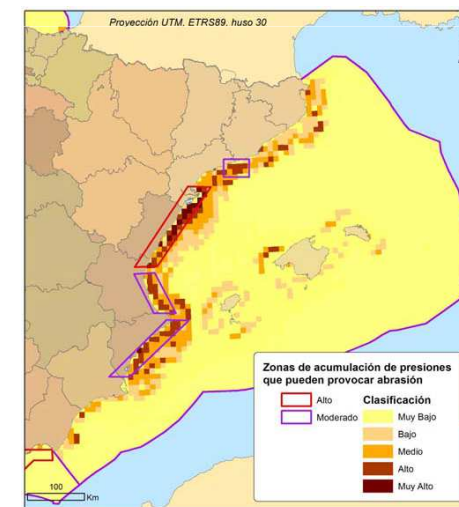 Proyección UTM, ETRS89, huso 30
Zonas de acumulación de presiones
que pueden provocar abrasión
Alto
Moderado
Clasificación
Muy Bajo
Bajo
Medio
Alto
Muy Alto
100
Km